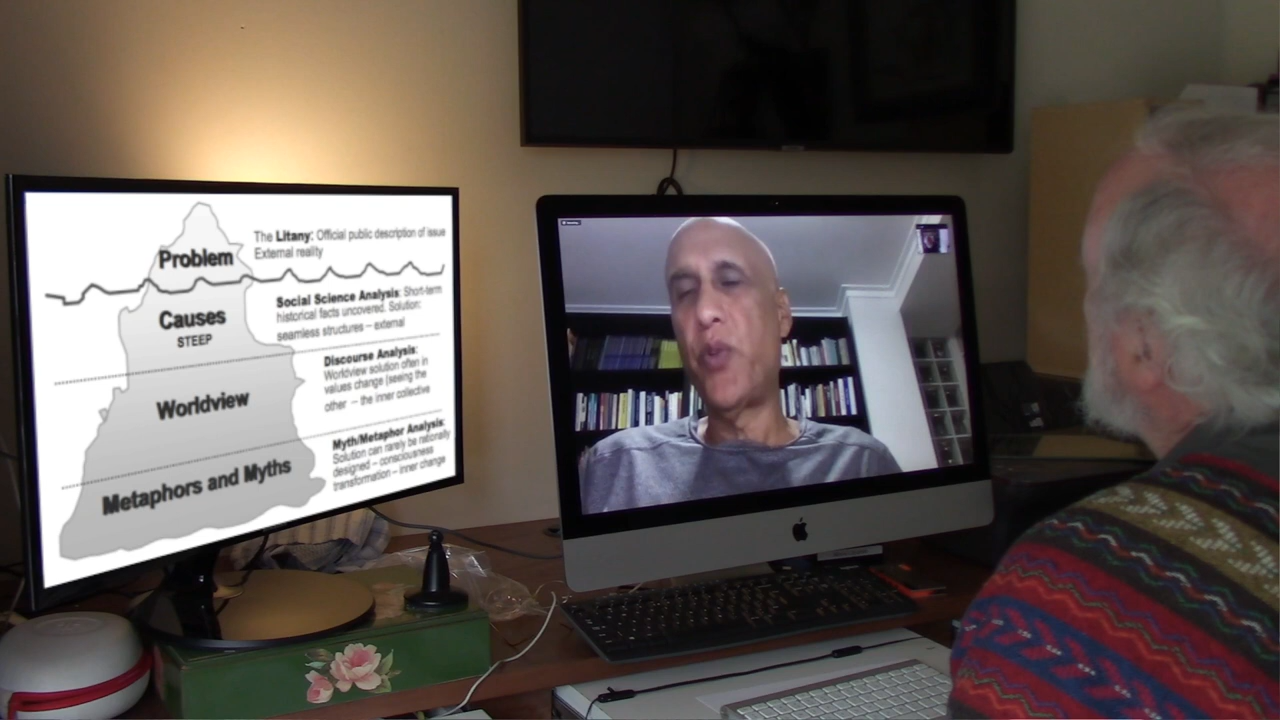 Problem
The Litany: Official public description of issue
External reality
Causes
STEEP
Social Science Analysis: Short-term
historical facts uncovered. Solution:
seamless structures – external
Worldview
Discourse Analysis:
Worldview solution often in
values change (seeing the
other – the inner collective
Metaphors and Myths
Myth/Metaphor Analysis:
Solution can rarely be rationally
designed – consciousness
transformation – inner change